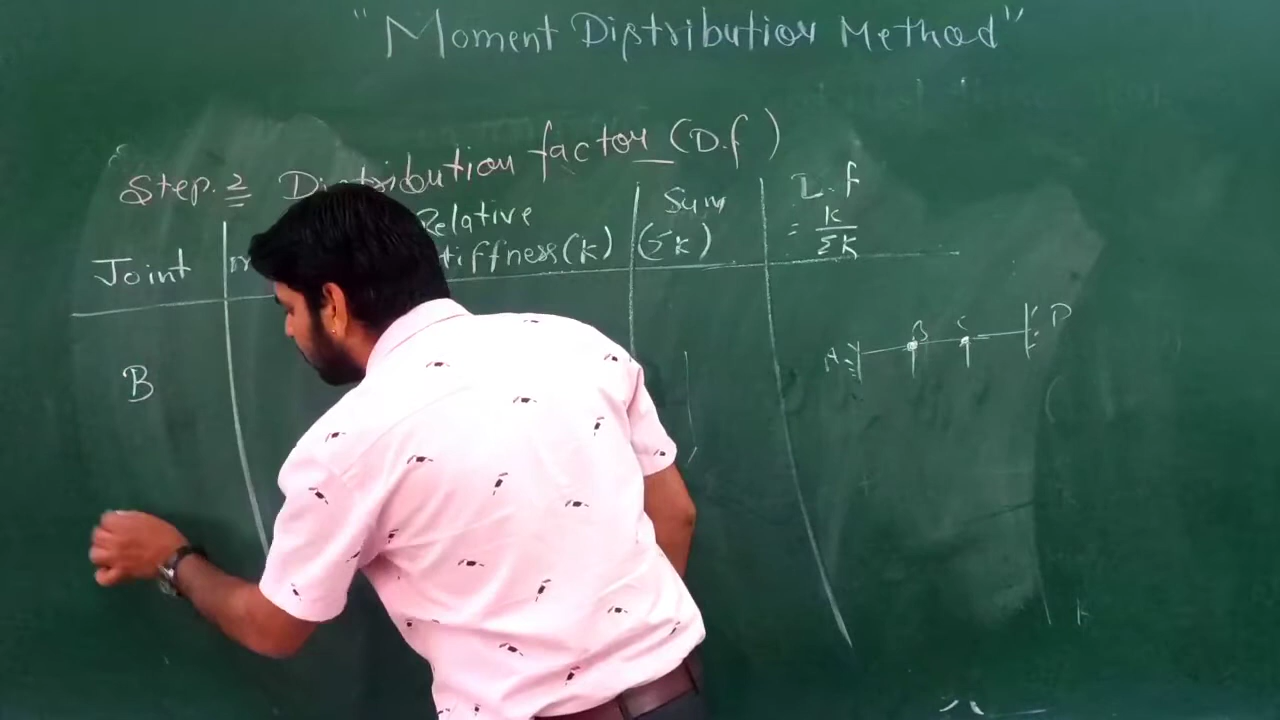 "Moment Distribution Method"
Step. 2 Distribution factor (D.f)
Joint Relative stiffness(k) Sum (Σk) D.f = k/Σk
B
A B C D
k